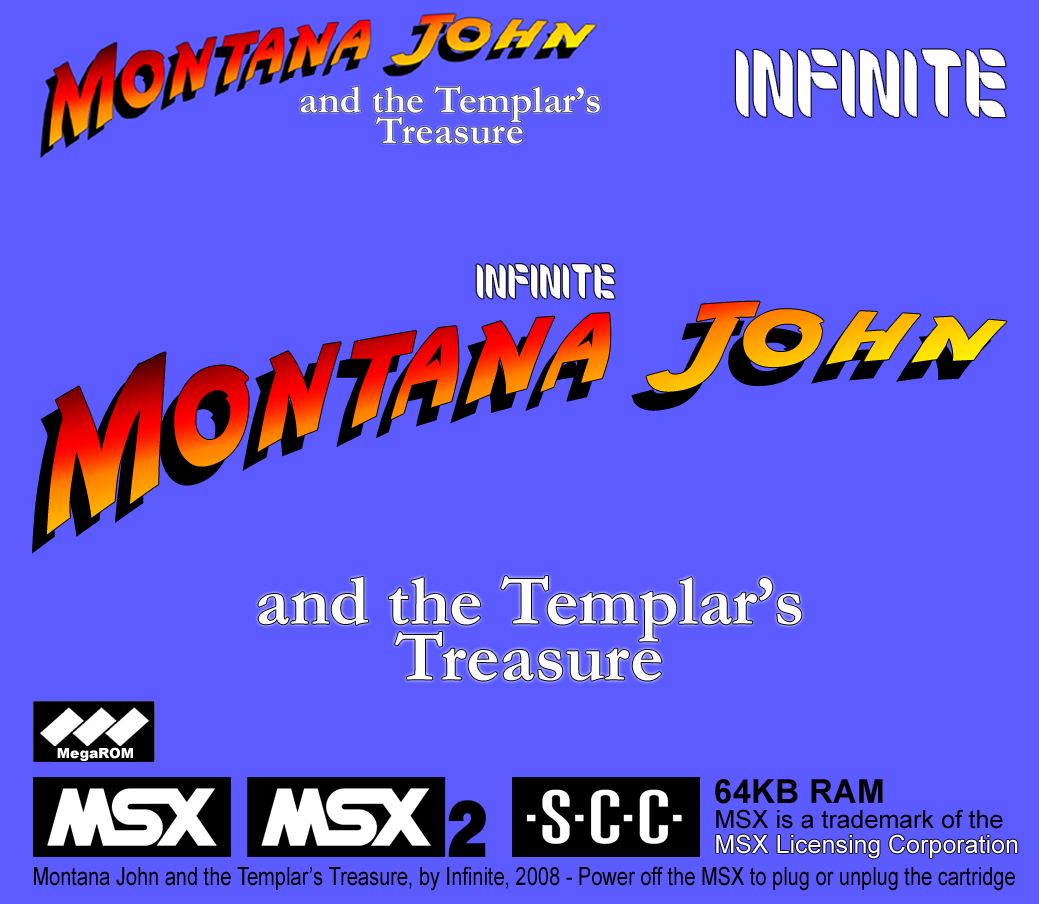 MONTANA JOHN
and the Templar's
Treasure
INFINITE
INFINITE
MONTANA JOHN
and the Templar's
Treasure
MegaROM
MSX MSX2 -S-C-C-
64KB RAM
MSX is a trademark of the
MSX Licensing Corporation
Montana John and the Templar's Treasure, by Infinite, 2008 - Power off the MSX to plug or unplug the cartridge